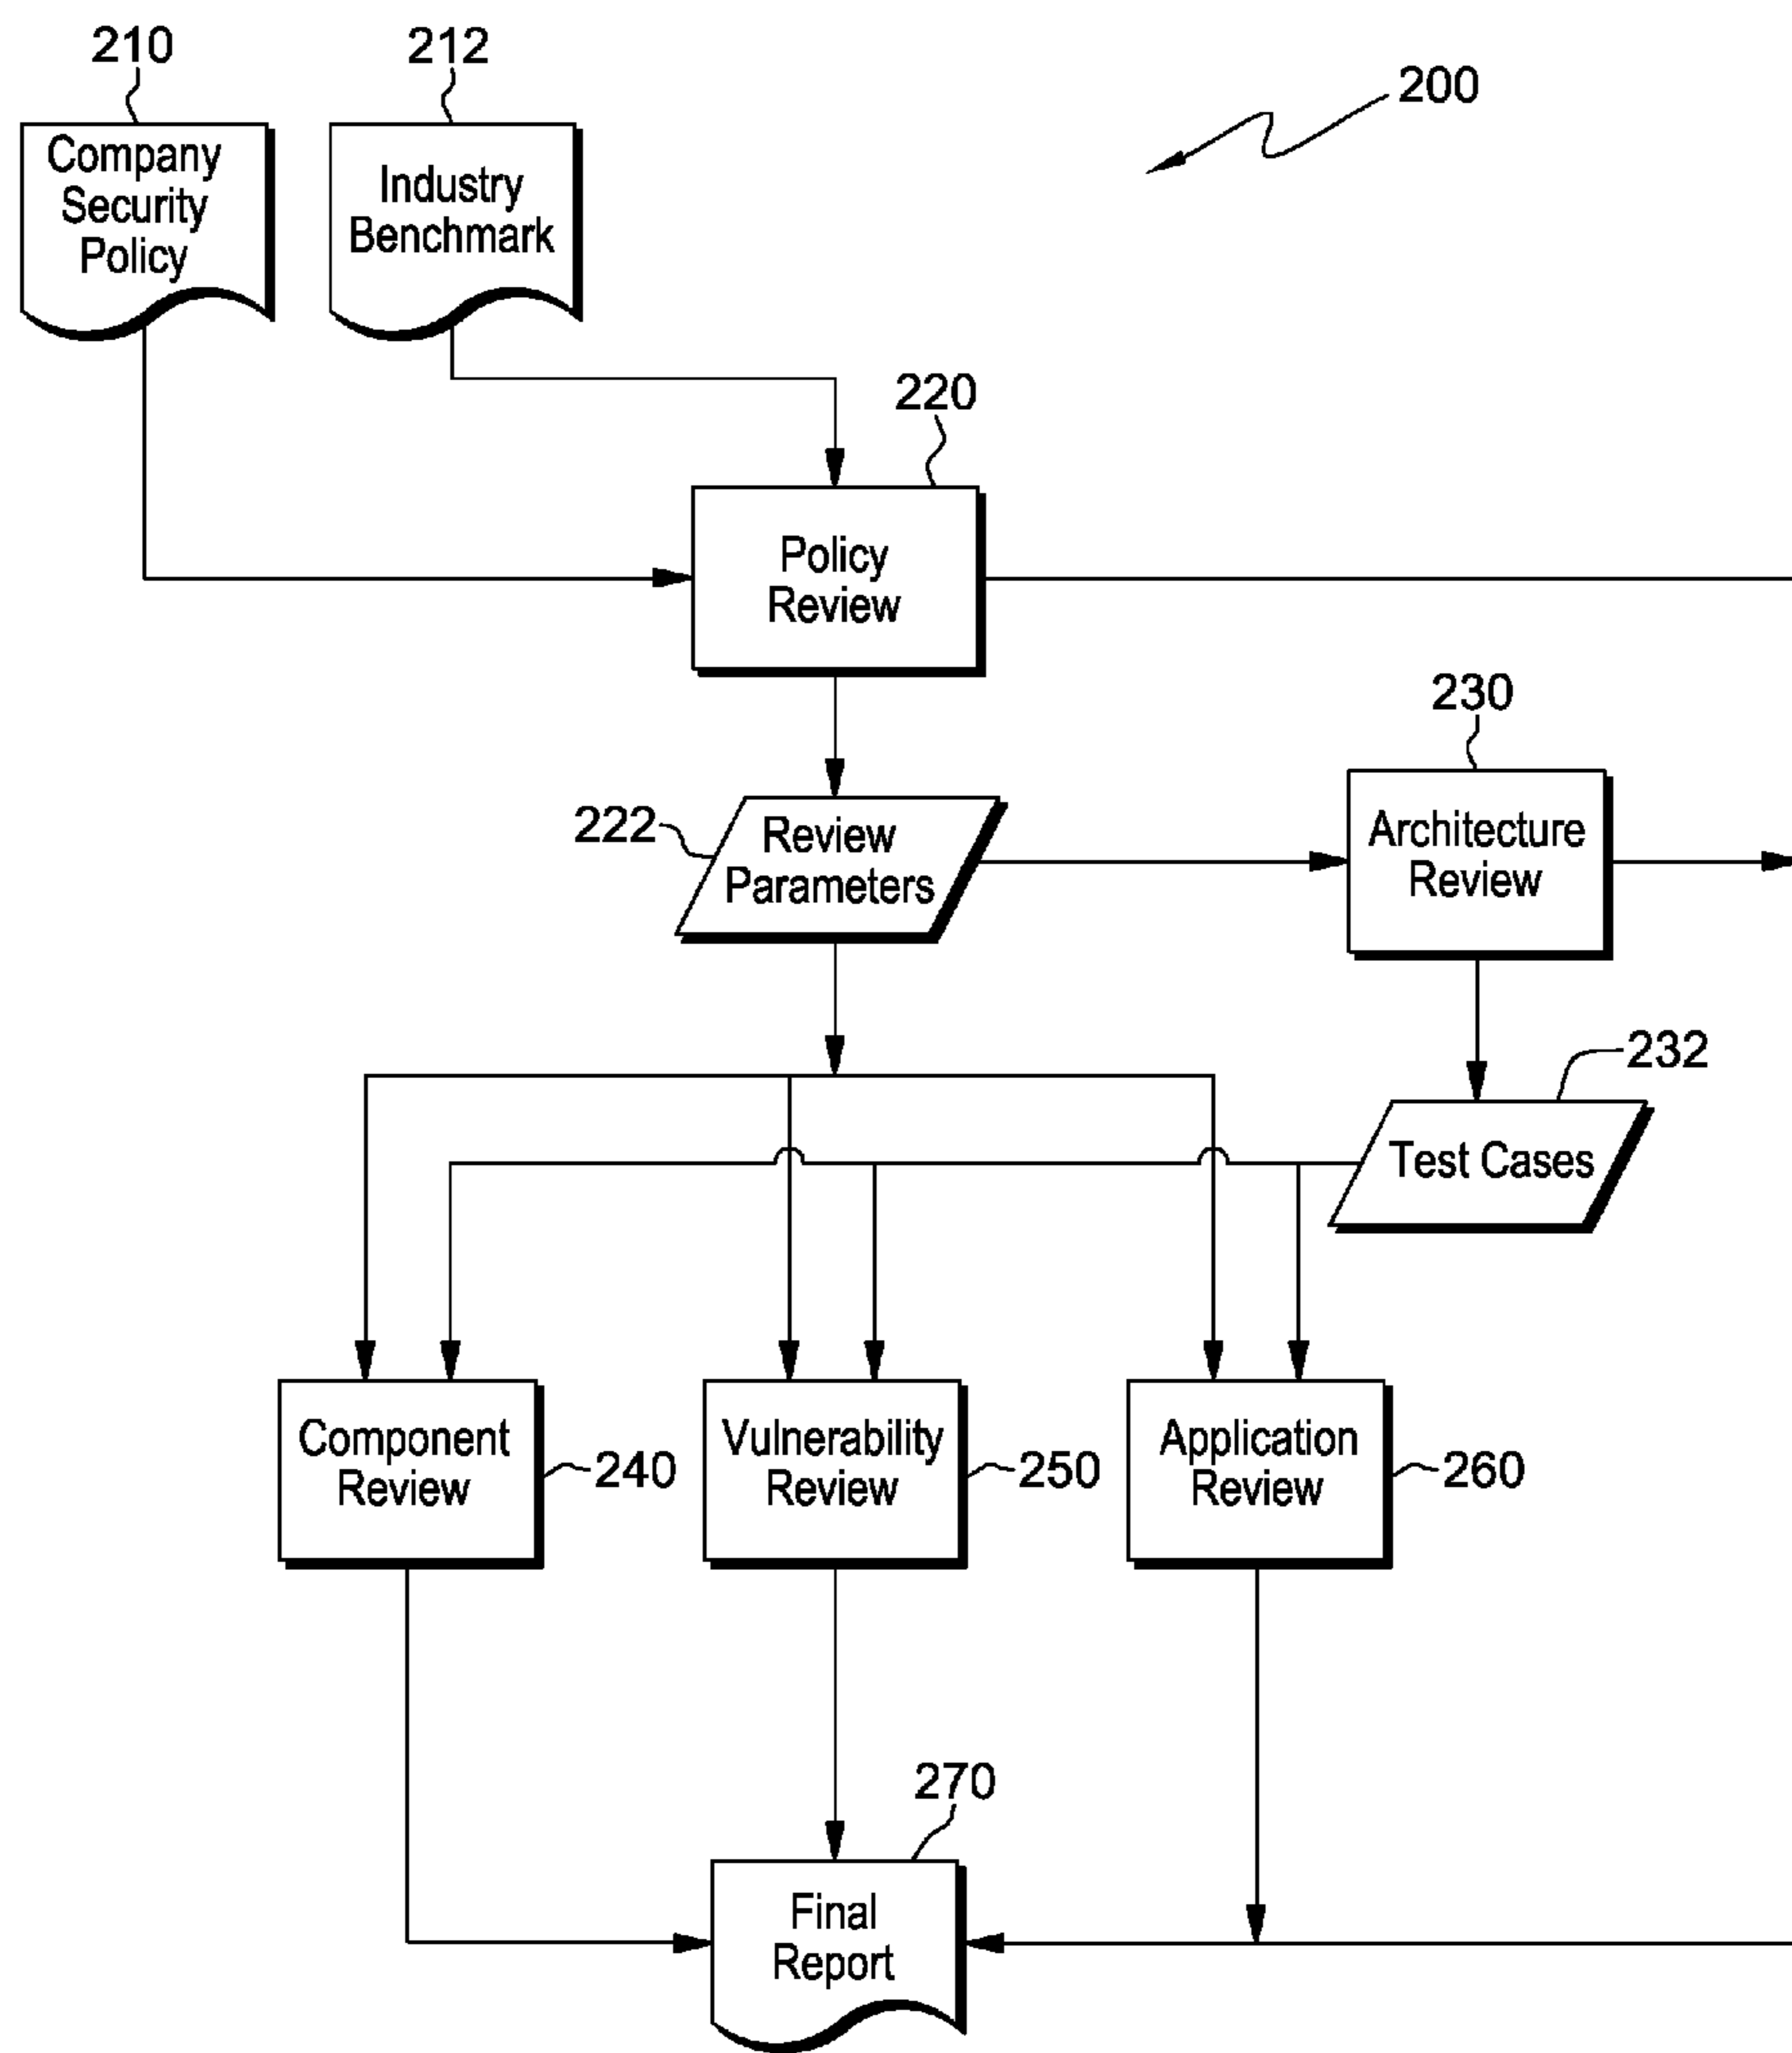 210
212
200
Company
Security
Policy
Industry
Benchmark
220
Policy
Review
230
222
Review
Parameters
Architecture
Review
232
Test Cases
Component
Review
240
Vulnerability
Review
250
Application
Review
260
270
Final
Report